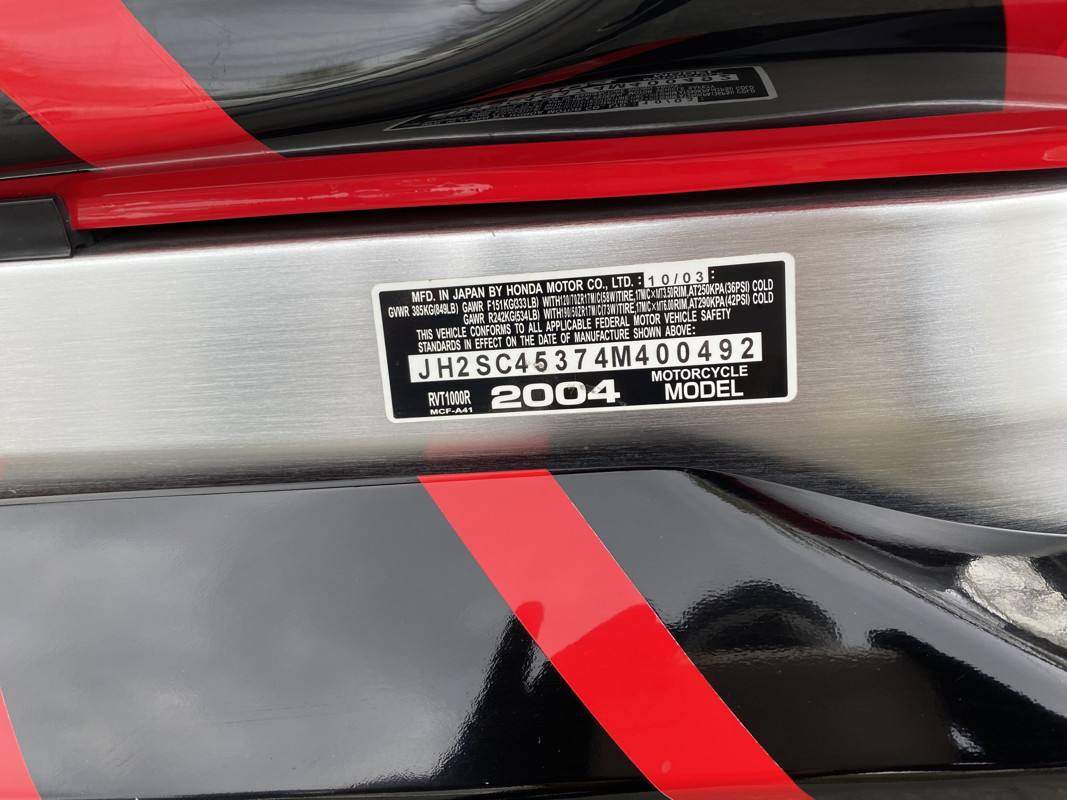 MFD. IN JAPAN BY HONDA MOTOR CO., LTD. : 10/03 :
GVWR 385KG(849LB) GAWR F151KG(333LB) WITH120/70ZR17M/C(58W)TIRE,17M/C×MT3.50RIM,AT250KPA(36PSI) COLD
GAWR R242KG(534LB) WITH190/50ZR17M/C(73W)TIRE,17M/C×MT6.00RIM,AT290KPA(42PSI) COLD
THIS VEHICLE CONFORMS TO ALL APPLICABLE FEDERAL MOTOR VEHICLE SAFETY
STANDARDS IN EFFECT ON THE DATE OF MANUFACTURE SHOWN ABOVE:
JH2SC45374M400492
RVT1000R 2004 MOTORCYCLE
MCF-A41 MODEL